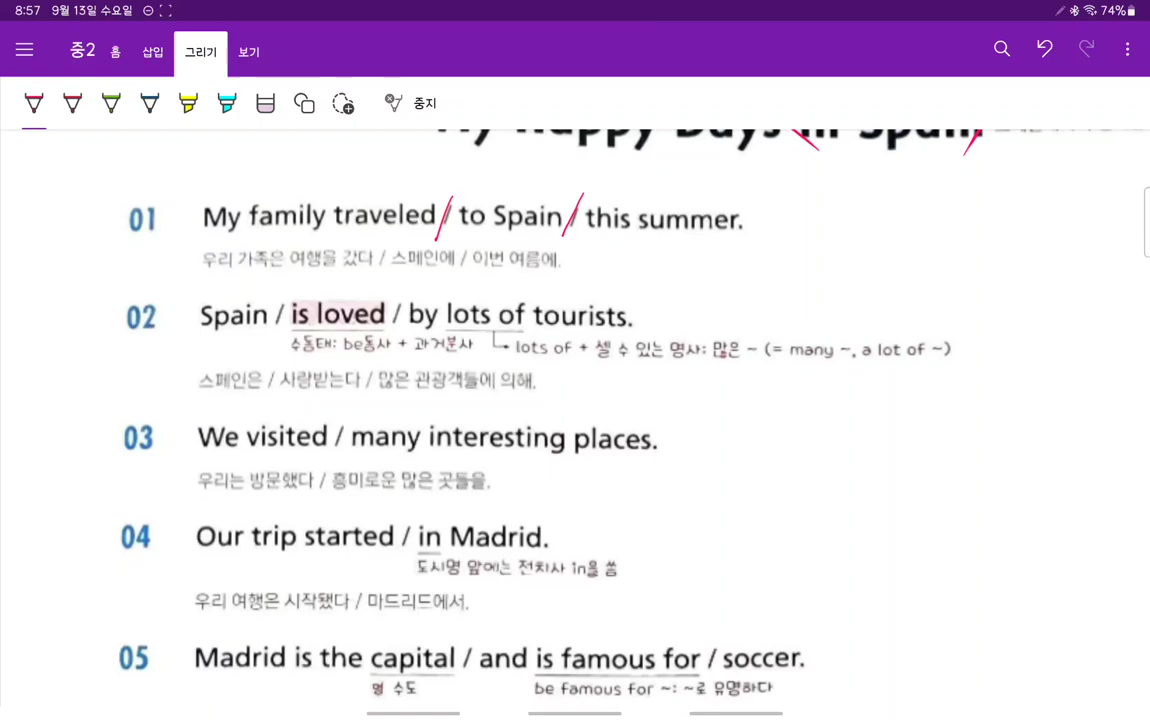 8:57 9월 13일 수요일 74%
중2 홈 삽입 그리기 보기
중지
My Happy Days in Spain
01 My family traveled / to Spain / this summer.
우리 가족은 여행을 갔다 / 스페인에 / 이번 여름에.
02 Spain / is loved / by lots of tourists.
수동태: be동사 + 과거분사 lots of + 셀 수 있는 명사: 많은 ~ (= many ~, a lot of ~)
스페인은 / 사랑받는다 / 많은 관광객들에 의해.
03 We visited / many interesting places.
우리는 방문했다 / 흥미로운 많은 곳들을.
04 Our trip started / in Madrid.
도시명 앞에는 전치사 in을 씀
우리 여행은 시작됐다 / 마드리드에서.
05 Madrid is the capital / and is famous for / soccer.
명 수도 be famous for ~: ~로 유명하다